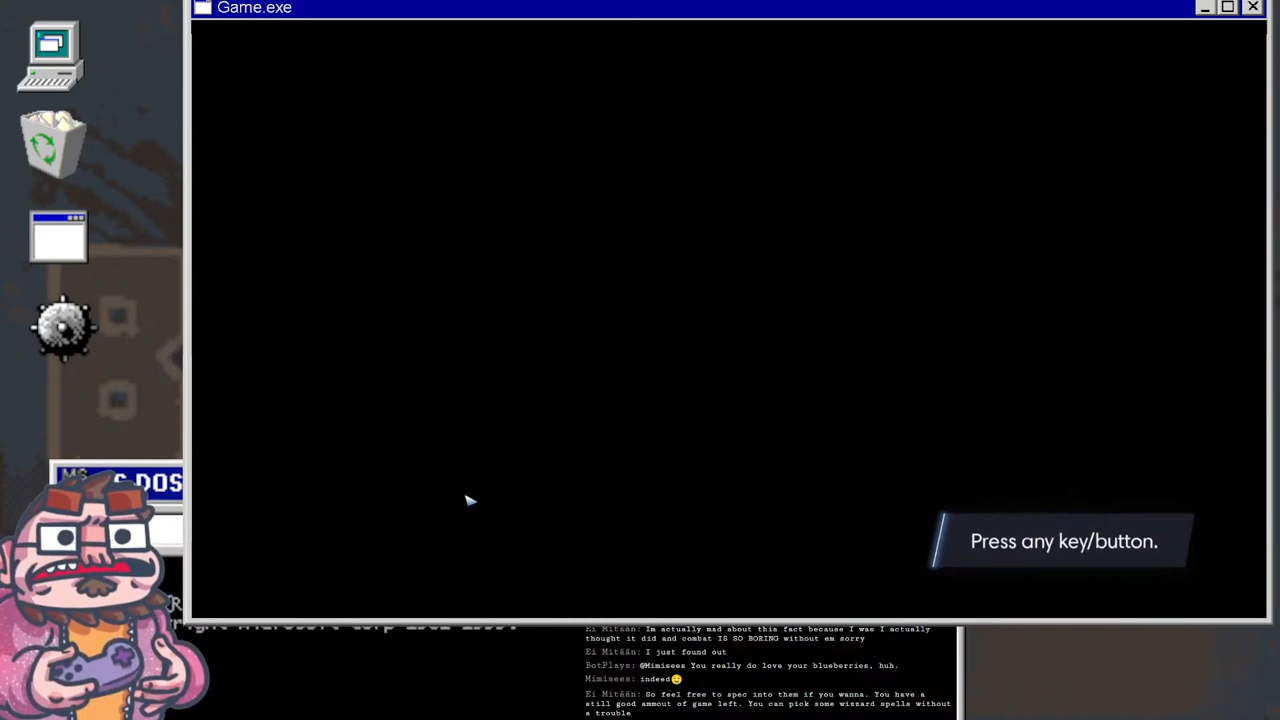 Game.exe
MS DOS
Press any key/button.
Ei Mitään: Im actually mad about this fact because I was I actually
thought it did and combat IS SO BORING without em sorry
Ei Mitään: I just found out
BotPlays: @Mimisees You really do love your blueberries, huh.
Mimisees: indeed🤤
Ei Mitään: So feel free to spec into them if you wanna. You have a
still good ammout of game left. You can pick some wizzard spells without
a trouble